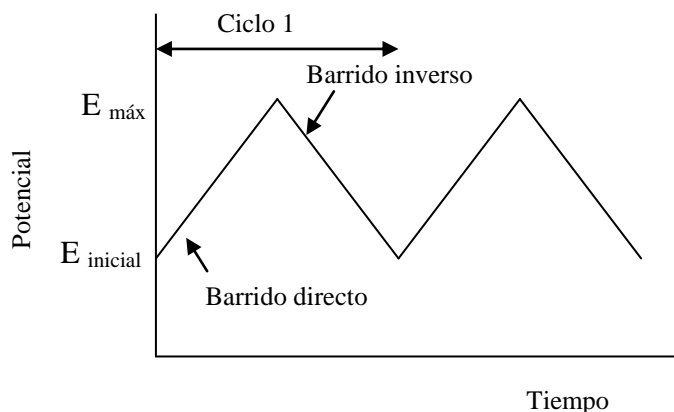 Ciclo 1
Barrido inverso
E máx
Potencial
E inicial
Barrido directo
Tiempo